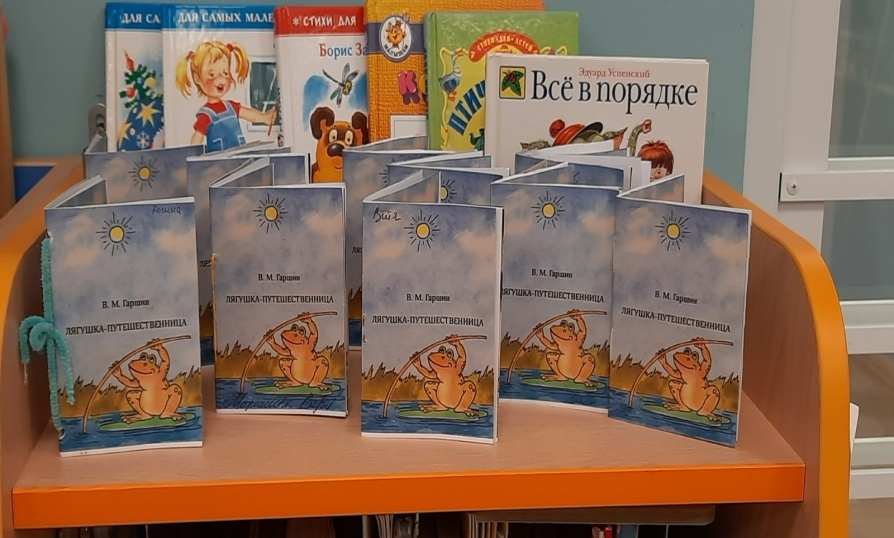 ДЛЯ СА
ДЛЯ САМЫХ МАЛЕ
СТИХИ ДЛЯ
Борис За
Эдуард Успенский
Всё в порядке
В. М. Гаршин
ЛЯГУШКА-ПУТЕШЕСТВЕННИЦА
В. М. Гаршин
ЛЯГУШКА-ПУТЕШЕСТВЕННИЦА
В. М. Гаршин
ЛЯГУШКА-ПУТЕШЕСТВЕННИЦА
В. М. Гаршин
ЛЯГУШКА-ПУТЕШЕСТВЕННИЦА
В. М. Гаршин
ЛЯГУШКА-ПУТЕШЕСТВЕННИЦА